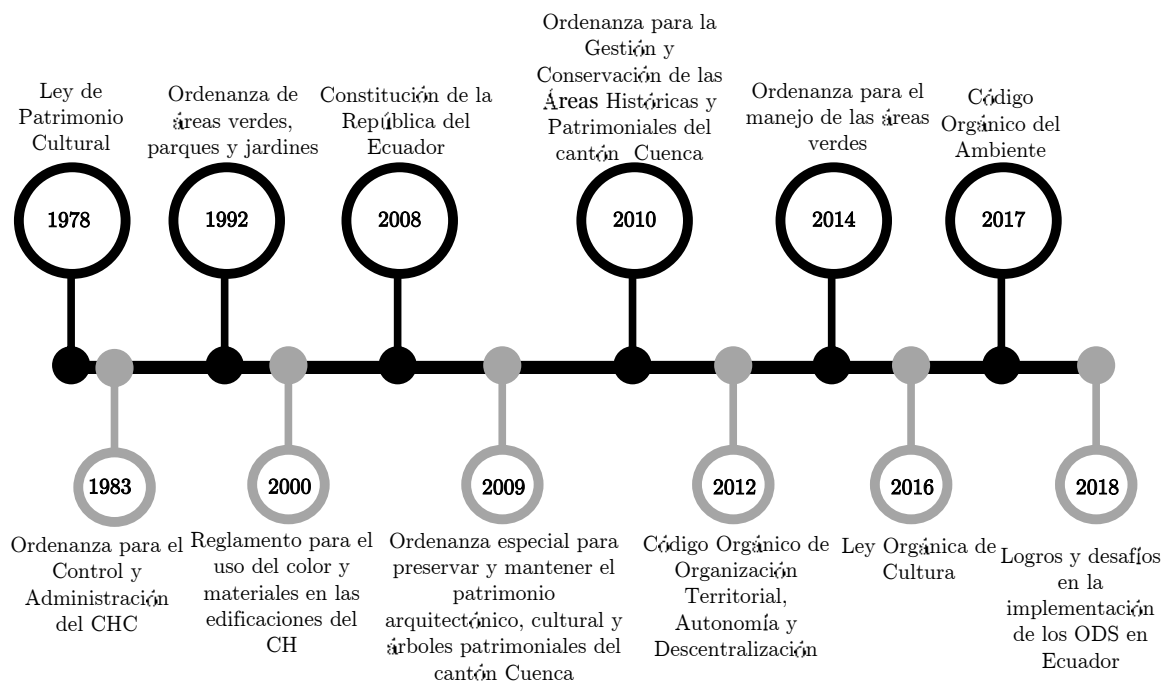 Ley de
Patrimonio
Cultural
1978
Ordenanza de
áreas verdes,
parques y jardines
1992
Constitución de la
República del
Ecuador
2008
Ordenanza para la
Gestión y
Conservación de las
Áreas Históricas y
Patrimoniales del
cantón Cuenca
2010
Ordenanza para el
manejo de las áreas
verdes
2014
Código
Orgánico del
Ambiente
2017
1983
Ordenanza para el
Control y
Administración
del CHC
2000
Reglamento para el
uso del color y
materiales en las
edificaciones del
CH
2009
Ordenanza especial para
preservar y mantener el
patrimonio
arquitectónico, cultural y
árboles patrimoniales del
cantón Cuenca
2012
Código Orgánico de
Organización
Territorial,
Autonomía y
Descentralización
2016
Ley Orgánica de
Cultura
2018
Logros y desafíos
en la
implementación
de los ODS en
Ecuador